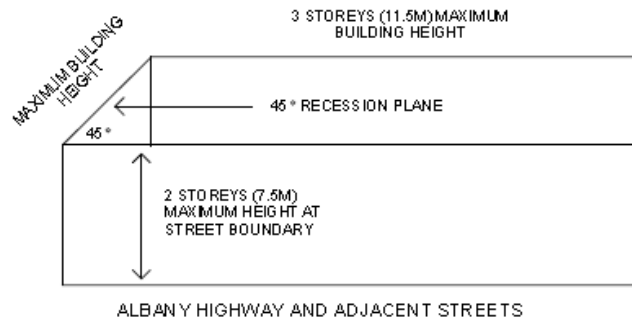 3 STOREYS (11.5M) MAXIMUM
BUILDING HEIGHT
MAXIMUM BUILDING
HEIGHT
45° RECESSION PLANE
45°
2 STOREYS (7.5M)
MAXIMUM HEIGHT AT
STREET BOUNDARY
ALBANY HIGHWAY AND ADJACENT STREETS